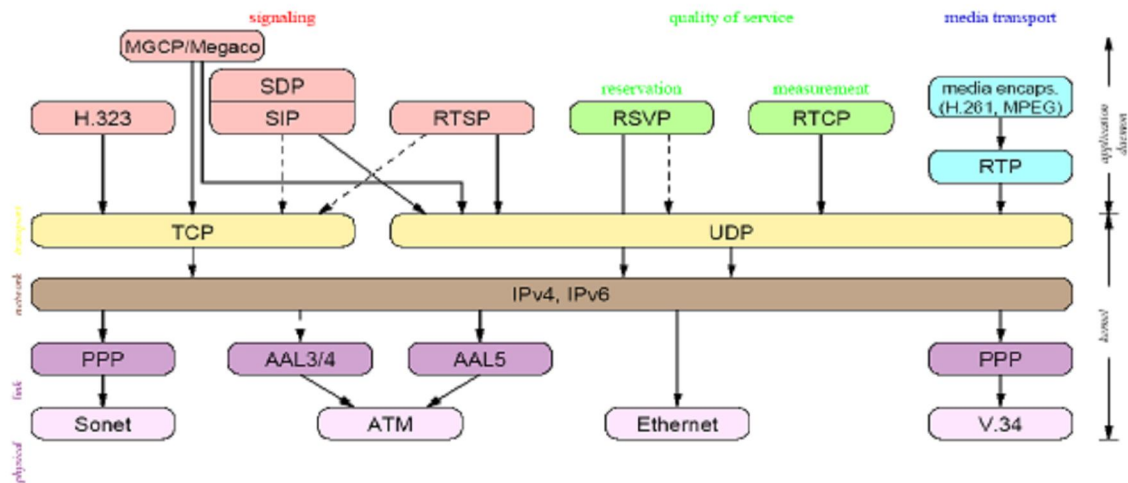 signaling
quality of service
media transport
MGCP/Megaco
SDP
SIP
H.323
RTSP
reservation
RSVP
measurement
RTCP
media encaps.
(H.261, MPEG)
RTP
application
daemon
transport
TCP
UDP
network
IPv4, IPv6
kernel
PPP
AAL3/4
AAL5
PPP
link
Sonet
ATM
Ethernet
V.34
physical